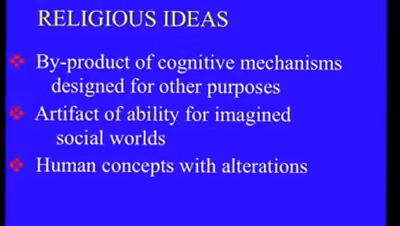 RELIGIOUS IDEAS
By-product of cognitive mechanisms
designed for other purposes
Artifact of ability for imagined
social worlds
Human concepts with alterations